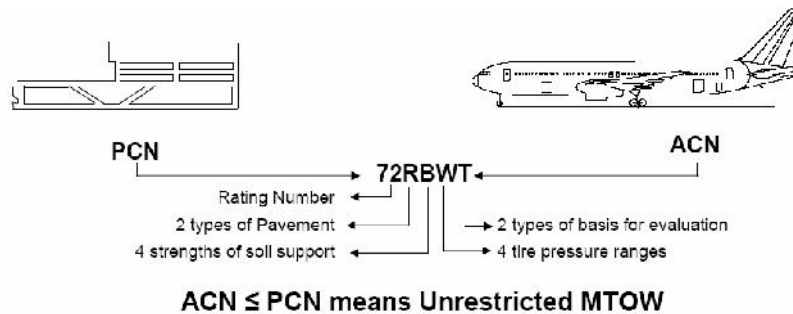 PCN
ACN
72RBWT
Rating Number
2 types of Pavement
2 types of basis for evaluation
4 strengths of soil support
4 tire pressure ranges
ACN ≤ PCN means Unrestricted MTOW